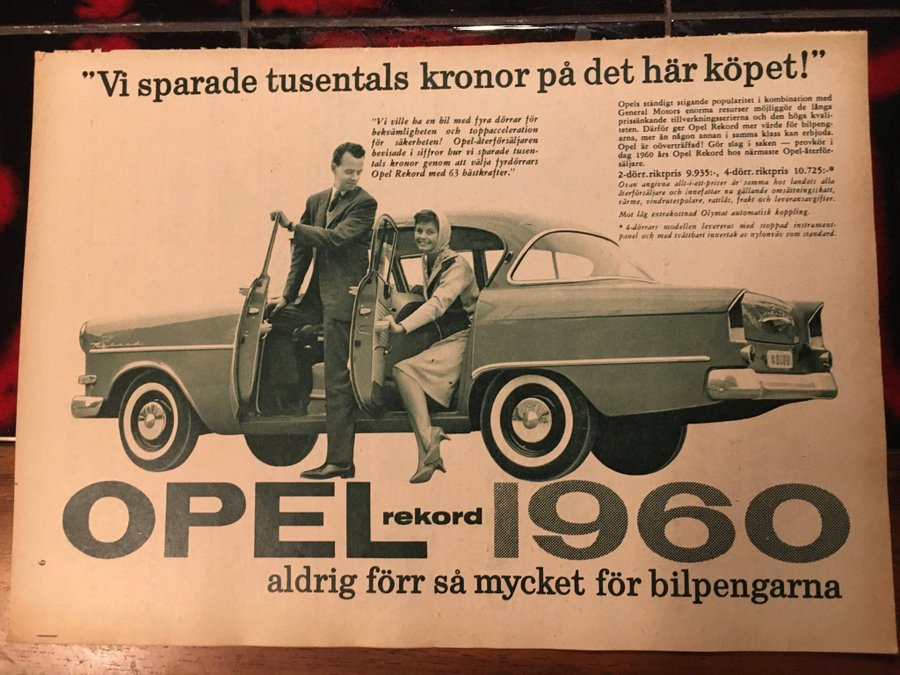 "Vi sparade tusentals kronor på det här köpet!"
"Vi ville ha en bil med fyra dörrar för
bekvämligheten och toppacceleration
för säkerheten! Opel-återförsäljaren
bevisade i siffror hur vi sparade tusen-
tals kronor genom att välja fyrdörrars
Opel Rekord med 63 hästkrafter."
Opels ständigt stigande popularitet i kombination med
General Motors enorma resurser möjliggör de långa
prissänkande tillverkningsserierna och den höga kvali-
teten. Därför ger Opel Rekord mer värde för bilpeng-
arna, mer än någon annan i samma klass kan erbjuda.
Opel är oöverträffad! Gör slag i saken — provkör i
dag 1960 års Opel Rekord hos närmaste Opel-återför-
säljare.
2-dörr. riktpris 9.935:-, 4-dörr. riktpris 10.725:-*
Ovan angivna allt-i-ett-priser är samma hos landets alla
återförsäljare och innefattar nu gällande omsättningsskatt,
värme, vindrutespolare, rattlås, frakt och leveransavgifter.
Mot låg extrakostnad Olymat automatisk koppling.
* 4-dörrars modellen levereras med stoppad instrument-
panel och med tvättbart innertak av nylonväv som standard.
Rekord
OPEL rekord 1960
aldrig förr så mycket för bilpengarna